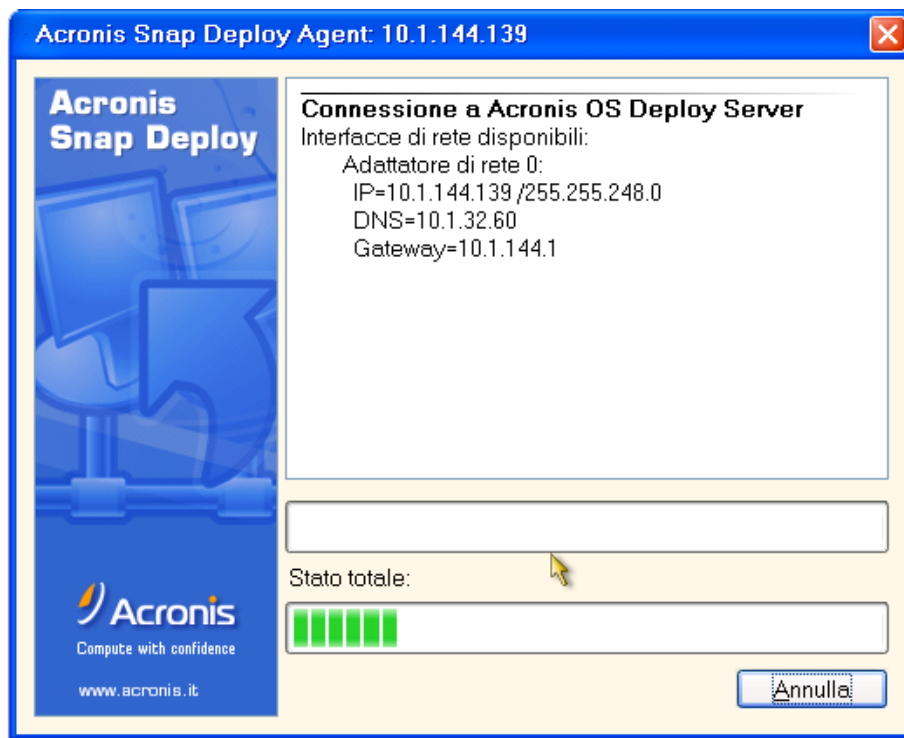 Acronis Snap Deploy Agent: 10.1.144.139
Acronis
Snap Deploy
Connessione a Acronis OS Deploy Server
Interfacce di rete disponibili:
Adattatore di rete 0:
IP=10.1.144.139 /255.255.248.0
DNS=10.1.32.60
Gateway=10.1.144.1
Stato totale:
Acronis
Compute with confidence
www.acronis.it
Annulla